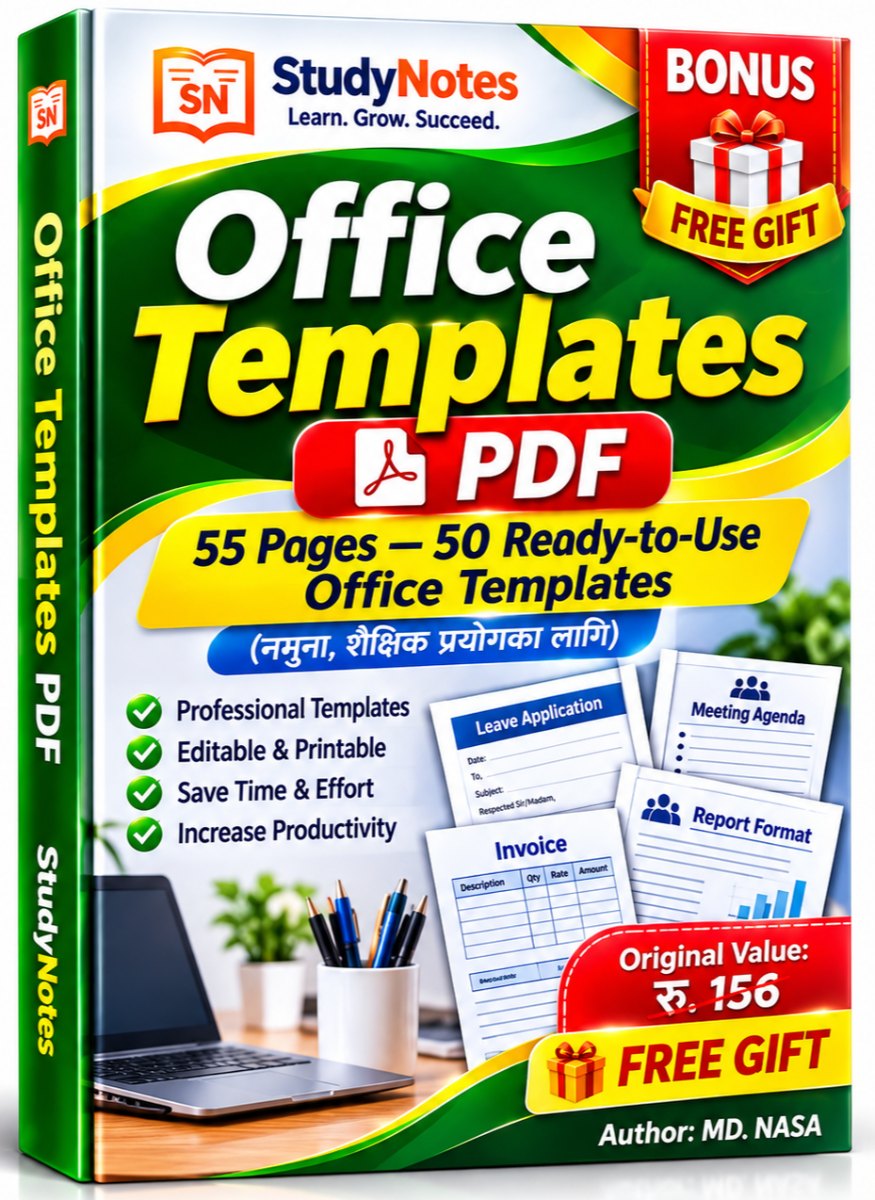 SN
StudyNotes
Learn. Grow. Succeed.
BONUS
FREE GIFT
Office
Templates
PDF
55 Pages – 50 Ready-to-Use
Office Templates
(नमुना, शैक्षिक प्रयोगका लागि)
Professional Templates
Editable & Printable
Save Time & Effort
Increase Productivity
Leave Application
Date:
To,
Subject:
Respected Sir/Madam,
Meeting Agenda
Report Format
Invoice
Description Qty Rate Amount
Original Value:
रु. 156
FREE GIFT
Author: MD. NASA
SN
Office Templates PDF
StudyNotes